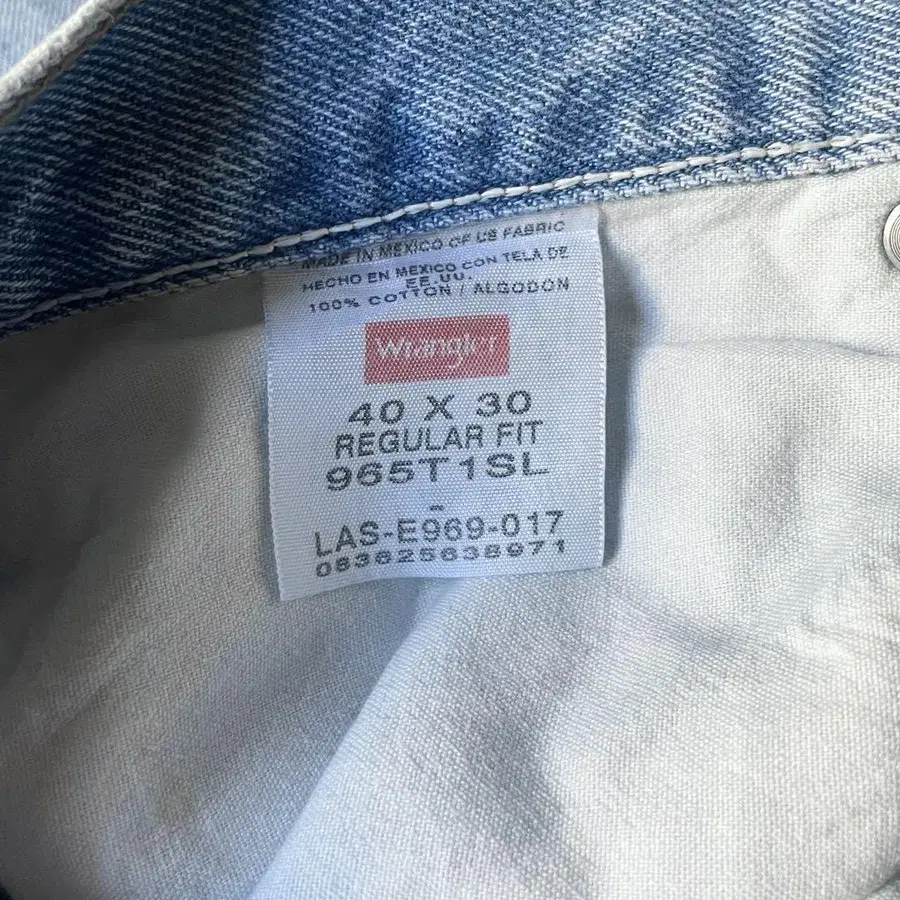 MADE IN MEXICO OF US FABRIC
HECHO EN MEXICO CON TELA DE
EE.UU.
100% COTTON / ALGODON
Wrangler
40 X 30
REGULAR FIT
965T1SL
-
LAS-E969-017
083625638971